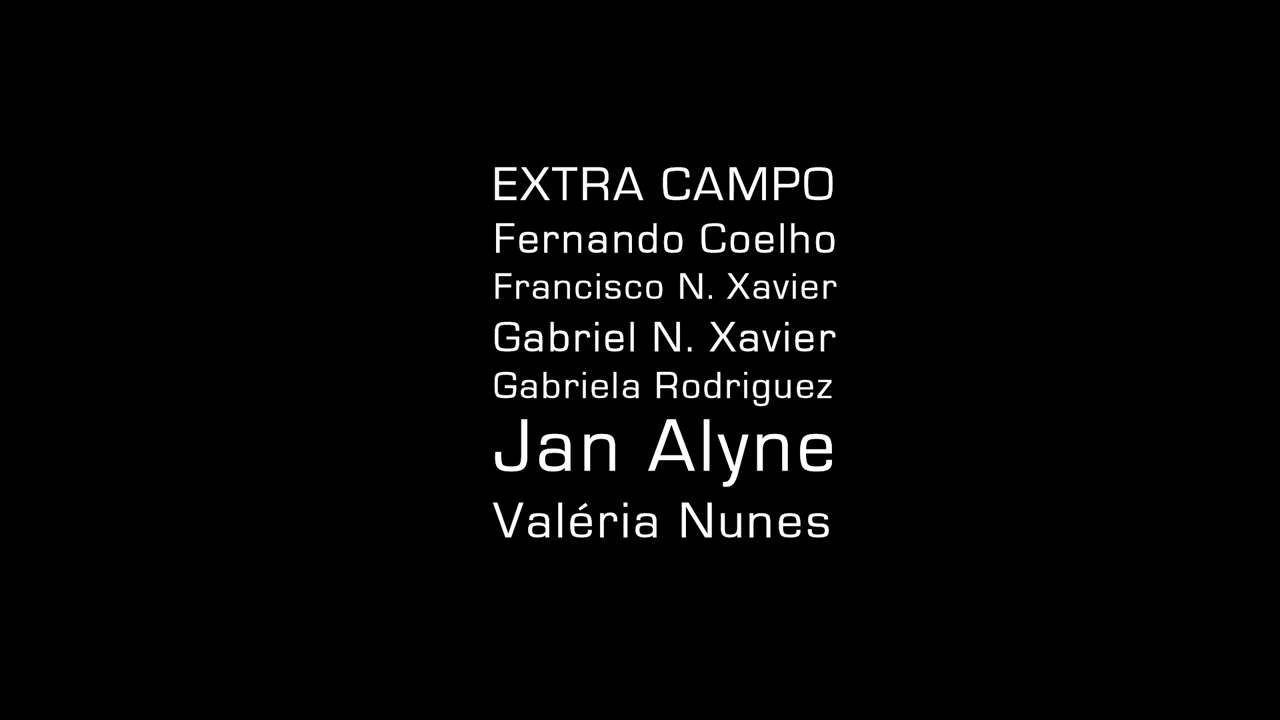 EXTRA CAMPO
Fernando Coelho
Francisco N. Xavier
Gabriel N. Xavier
Gabriela Rodriguez
Jan Alyne
Valéria Nunes